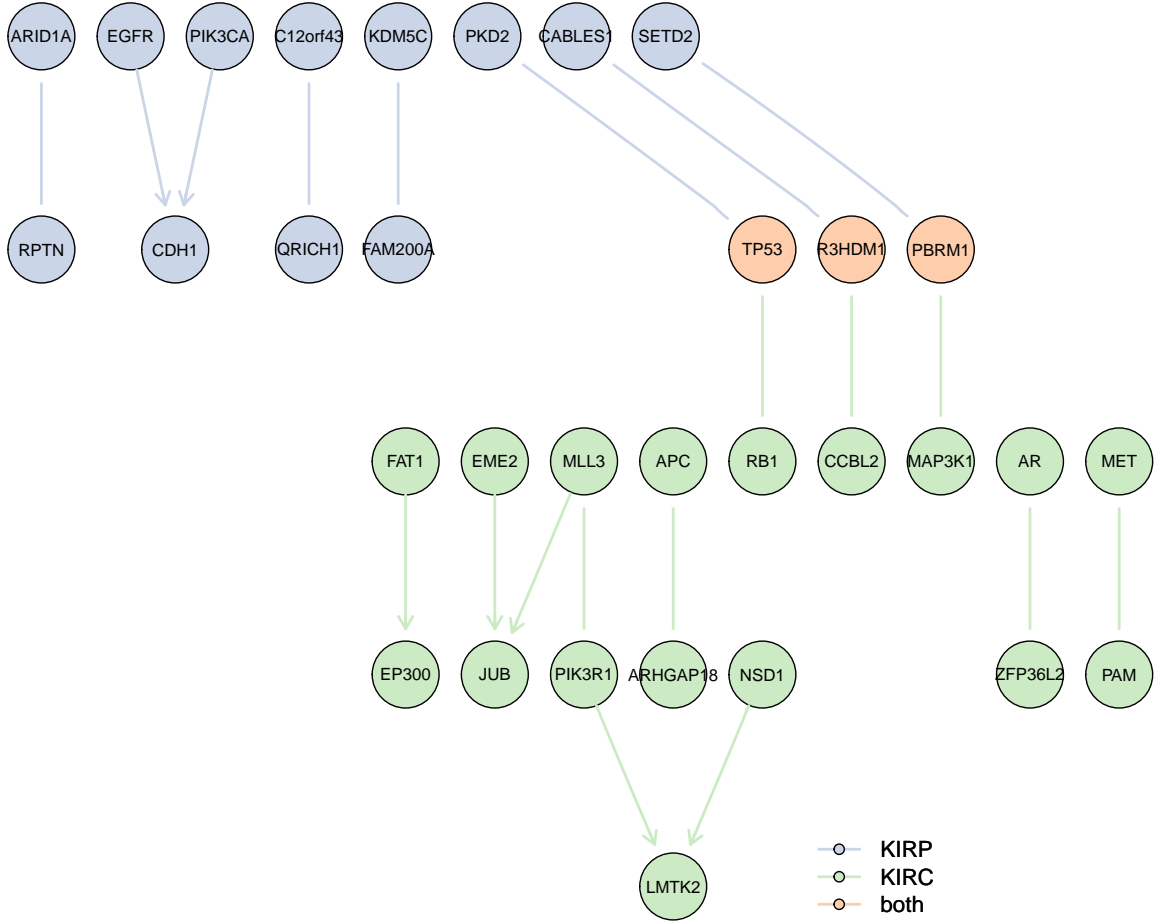 ARID1A EGFR PIK3CA C12orf43 KDM5C PKD2 CABLES1 SETD2
RPTN CDH1 QRICH1 FAM200A TP53 R3HDM1 PBRM1
FAT1 EME2 MLL3 APC RB1 CCBL2 MAP3K1 AR MET
EP300 JUB PIK3R1 ARHGAP18 NSD1 ZFP36L2 PAM
LMTK2
KIRP
KIRC
both